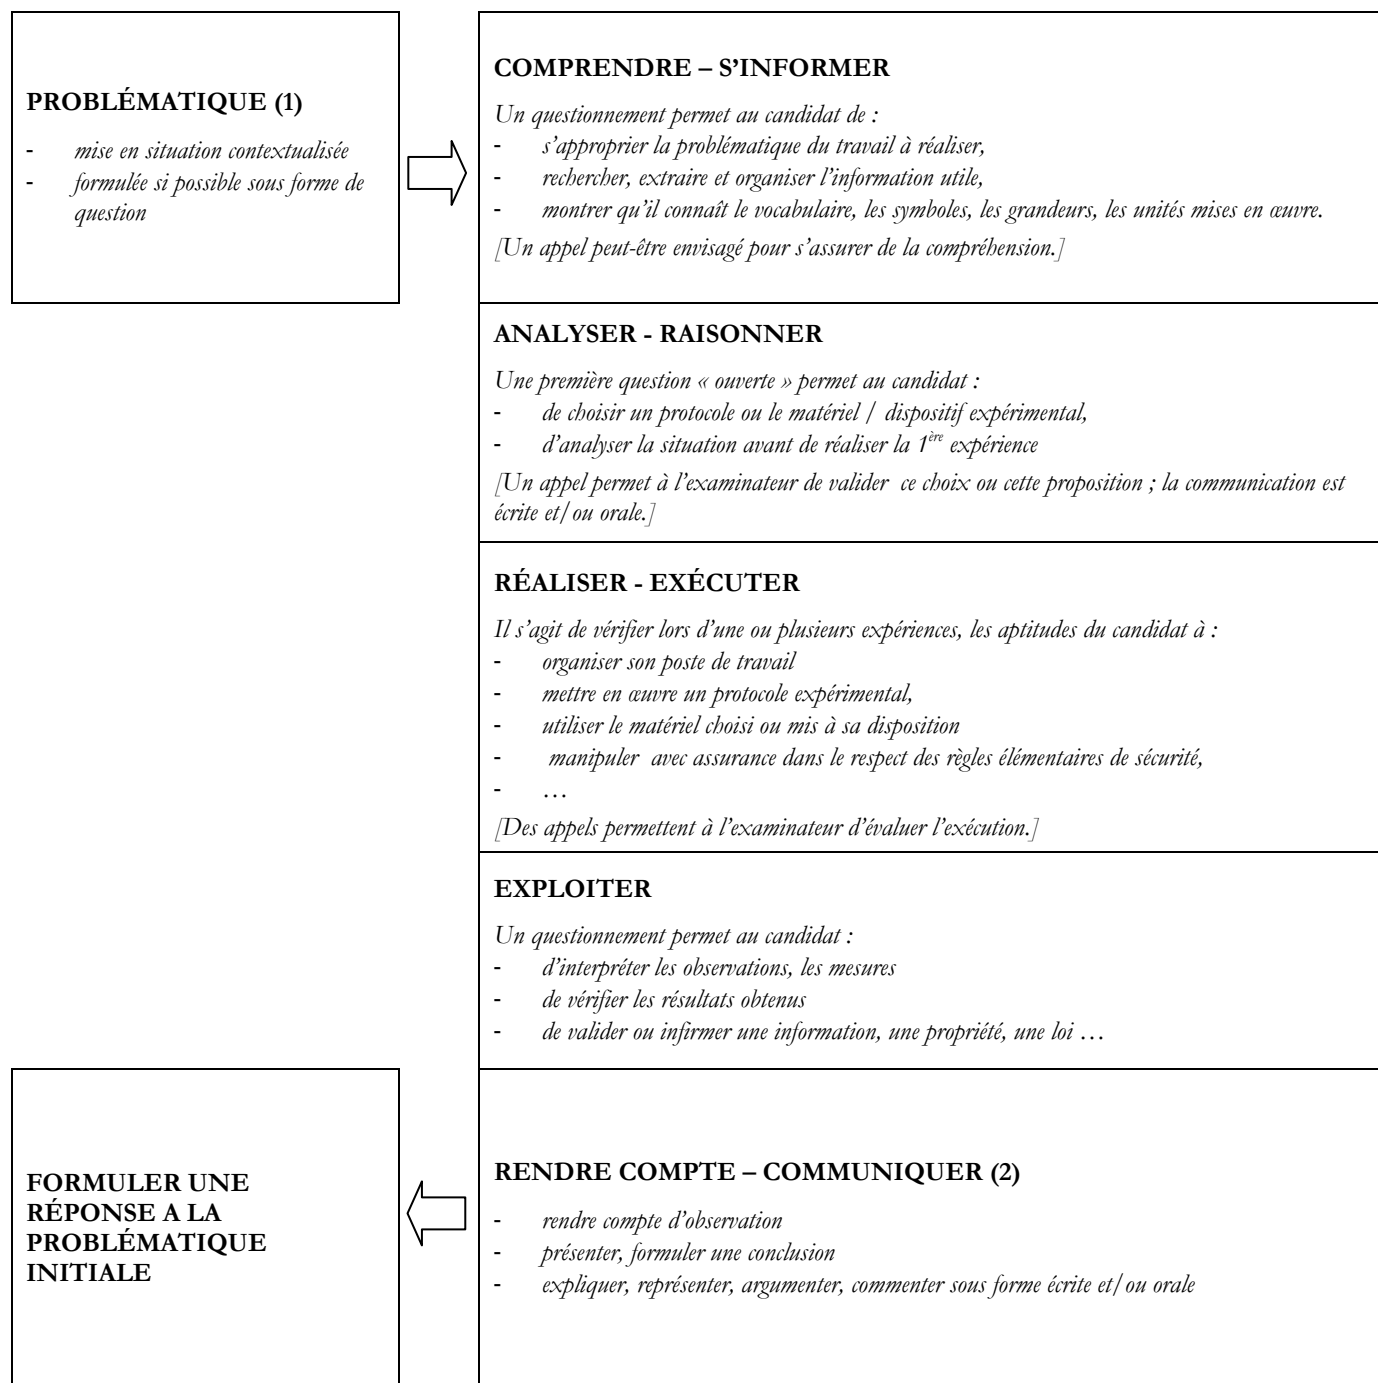 PROBLÉMATIQUE (1)
- mise en situation contextualisée
- formulée si possible sous forme de
question
COMPRENDRE – S’INFORMER
Un questionnement permet au candidat de :
- s’approprier la problématique du travail à réaliser,
- rechercher, extraire et organiser l’information utile,
- montrer qu’il connaît le vocabulaire, les symboles, les grandeurs, les unités mises en œuvre.
[Un appel peut-être envisagé pour s’assurer de la compréhension.]
ANALYSER - RAISONNER
Une première question « ouverte » permet au candidat :
- de choisir un protocole ou le matériel / dispositif expérimental,
- d’analyser la situation avant de réaliser la 1ère expérience
[Un appel permet à l’examinateur de valider ce choix ou cette proposition ; la communication est
écrite et/ou orale.]
RÉALISER - EXÉCUTER
Il s’agit de vérifier lors d’une ou plusieurs expériences, les aptitudes du candidat à :
- organiser son poste de travail
- mettre en œuvre un protocole expérimental,
- utiliser le matériel choisi ou mis à sa disposition
- manipuler avec assurance dans le respect des règles élémentaires de sécurité,
- …
[Des appels permettent à l’examinateur d’évaluer l’exécution.]
EXPLOITER
Un questionnement permet au candidat :
- d’interpréter les observations, les mesures
- de vérifier les résultats obtenus
- de valider ou infirmer une information, une propriété, une loi …
FORMULER UNE
RÉPONSE A LA
PROBLÉMATIQUE
INITIALE
RENDRE COMPTE – COMMUNIQUER (2)
- rendre compte d’observation
- présenter, formuler une conclusion
- expliquer, représenter, argumenter, commenter sous forme écrite et/ou orale